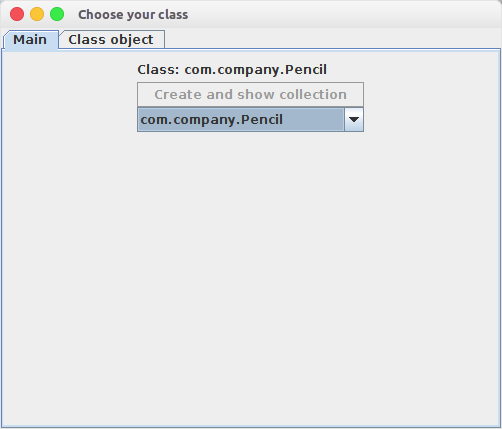 Choose your class
Main Class object
Class: com.company.Pencil
Create and show collection
com.company.Pencil